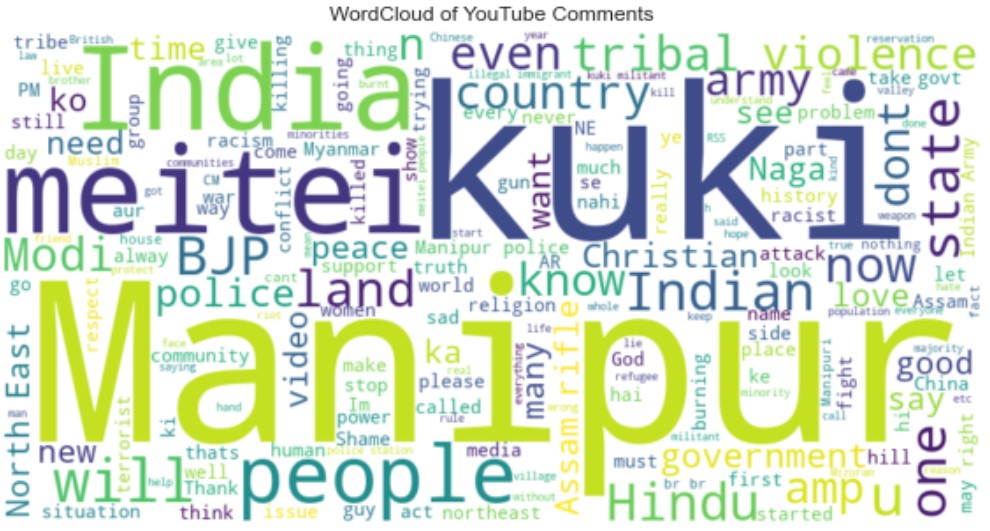 WordCloud of YouTube Comments
tribe British India time give killing thing n even tribal violence Chinese year reservation
law area lot going country army take govt
PM live brother ko burnt trying illegal immigrant kuki militant kill understand feel came valley
still group racism minorities every never NE see problem dont state
need come Myanmar show happen RSS done
day Muslim communities killed meitei people want much ye Naga part kind
meitei kuki
got CM war way conflict gun se nahi really history racist weapon Indian Army
aur mean start h said hope
Modi friend house BJP peace Manipur police AR Christian attack true nothing
alway support truth look now let hate
go protect cant world know Indian love Assam fact
police land women religion whole name population everyone
Manipur
North East respect riot sad life keep side majority
face community video make ka real everything many lie God place good
saying stop please refugee burning Manipuri fight China
man hand Im power called rule wrong hai ke minority call say etc
ki Shame Assam rifle militant hi
new terrorist thats human police station media must government hill may right
will well people village Mizoram reason one
help Thank without br br first amp u
situation think issue guy act northeast Hindu started